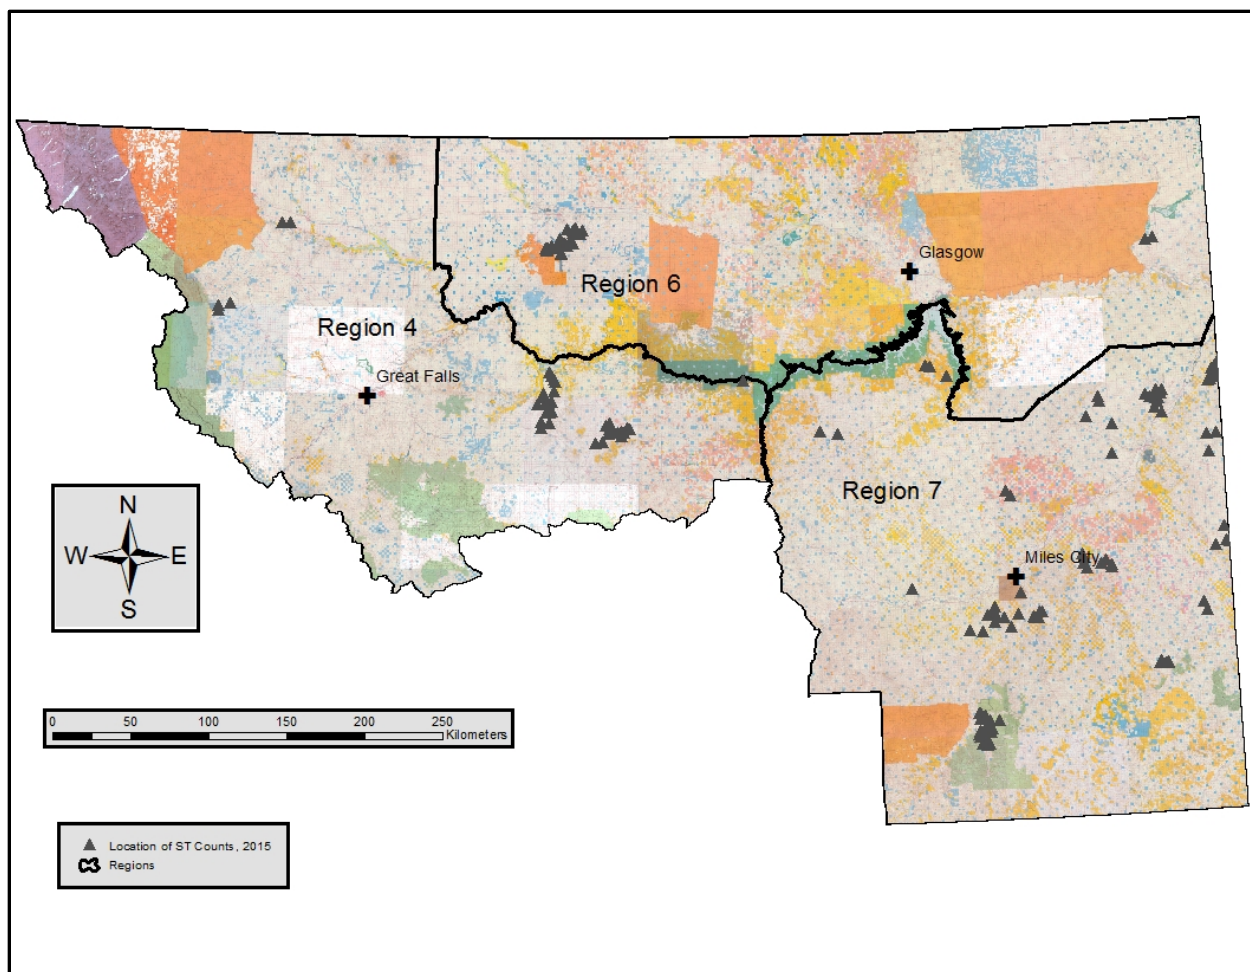 Glasgow
Region 6
Region 4
Great Falls
Region 7
Miles City
N
W E
S
0 50 100 150 200 250
Kilometers
Location of ST Counts, 2015
Regions